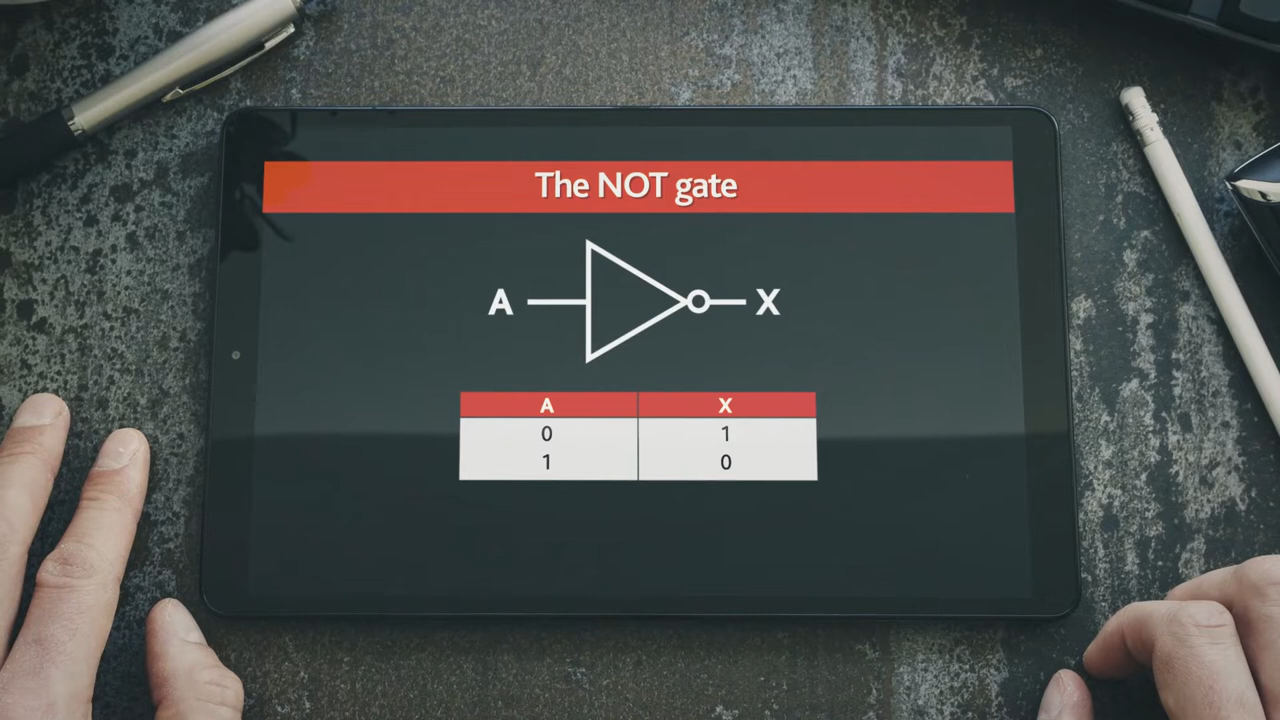 The NOT gate
A X
A X
0 1
1 0